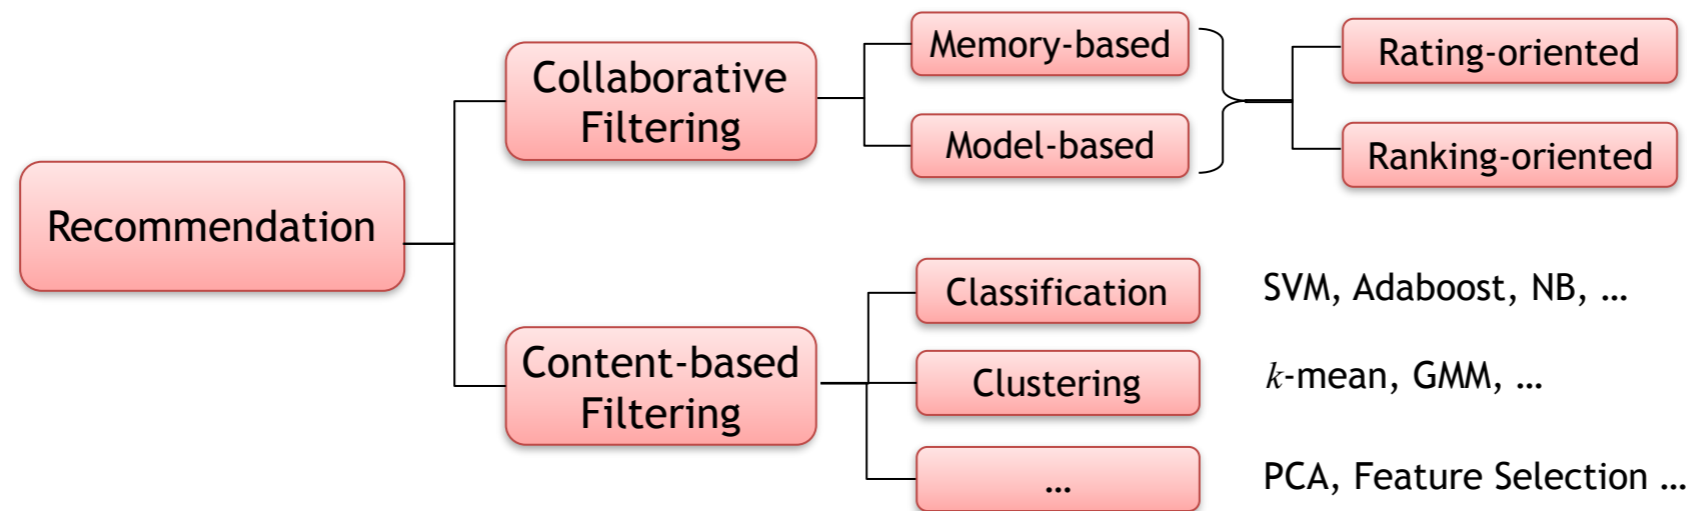 Recommendation
Collaborative
Filtering
Memory-based
Model-based
Rating-oriented
Ranking-oriented
Content-based
Filtering
Classification
SVM, Adaboost, NB, …
Clustering
k-mean, GMM, …
…
PCA, Feature Selection …